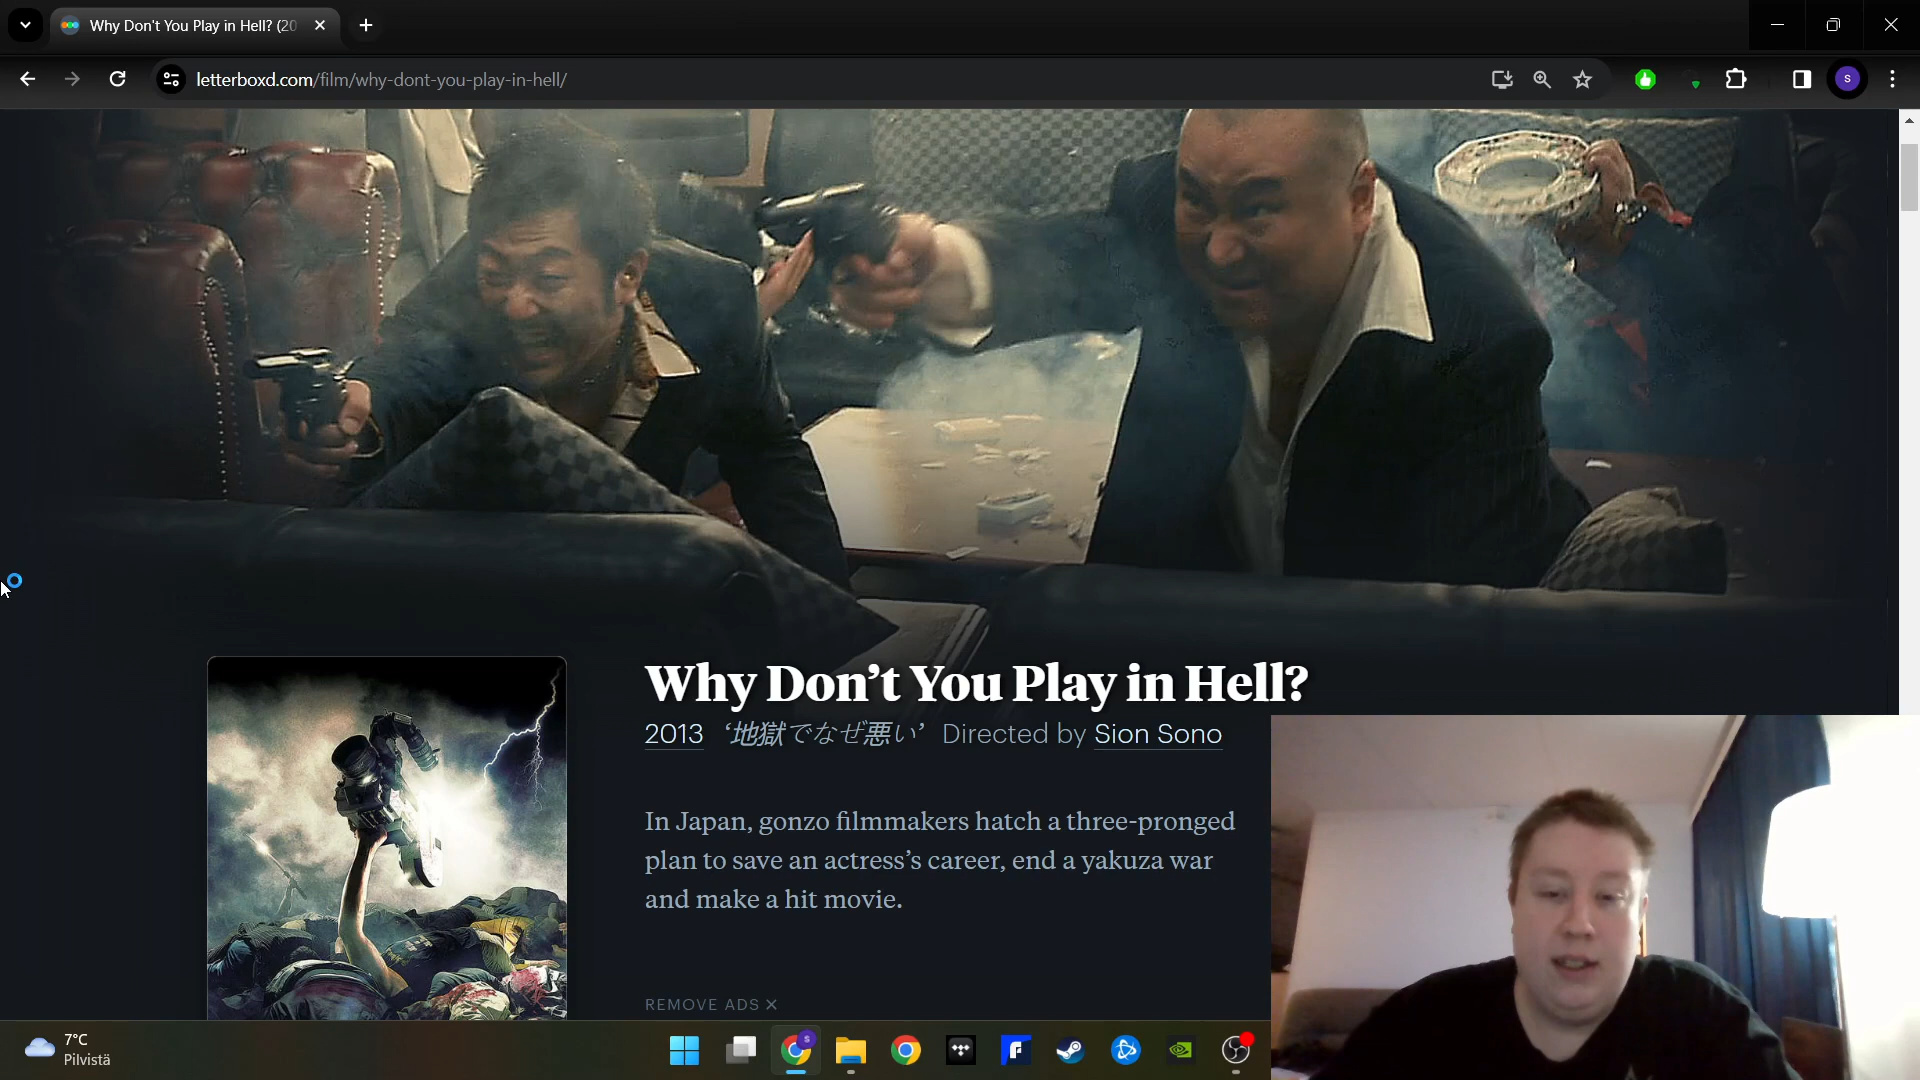 Why Don't You Play in Hell? (20
letterboxd.com/film/why-dont-you-play-in-hell/
S
Why Don’t You Play in Hell?
2013 ‘地獄でなぜ悪い’ Directed by Sion Sono
In Japan, gonzo filmmakers hatch a three-pronged
plan to save an actress’s career, end a yakuza war
and make a hit movie.
REMOVE ADS
7°C
Pilvistä